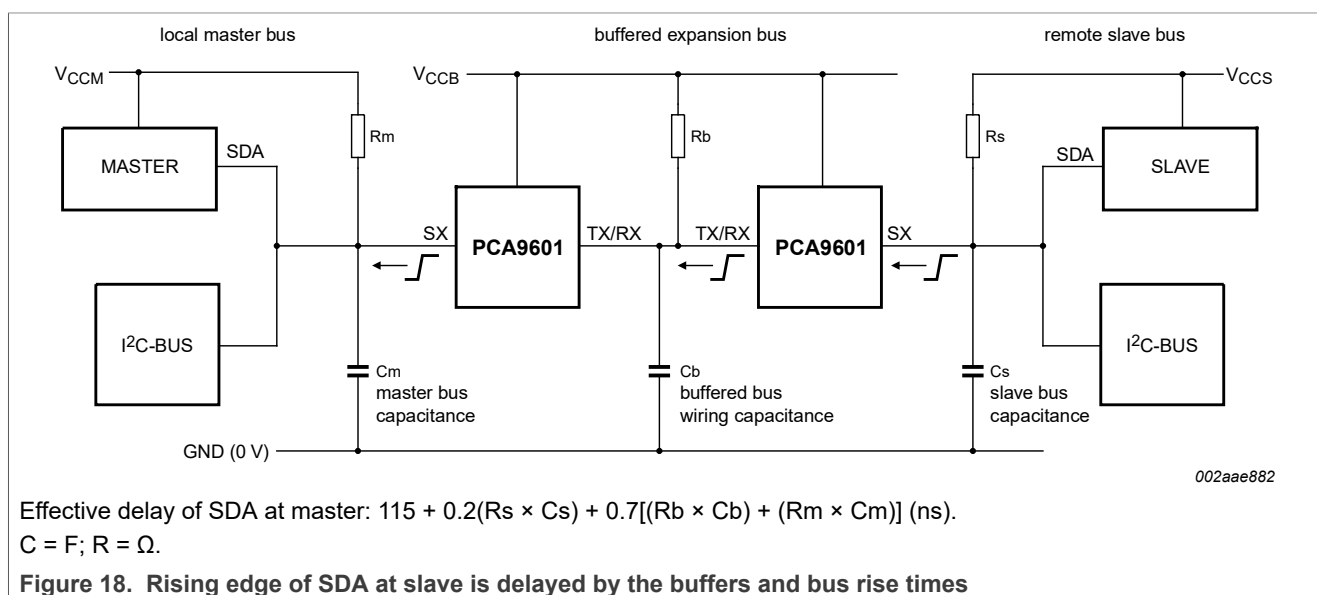 local master bus
buffered expansion bus
remote slave bus
VCCM
VCCB
VCCS
Rm
Rb
Rs
MASTER
SDA
SDA
SLAVE
SX
PCA9601
TX/RX
TX/RX
PCA9601
SX
I2C-BUS
I2C-BUS
Cm
master bus
capacitance
Cb
buffered bus
wiring capacitance
Cs
slave bus
capacitance
GND (0 V)
002aae882
Effective delay of SDA at master: 115 + 0.2(Rs × Cs) + 0.7[(Rb × Cb) + (Rm × Cm)] (ns).
C = F; R = Ω.
Figure 18. Rising edge of SDA at slave is delayed by the buffers and bus rise times